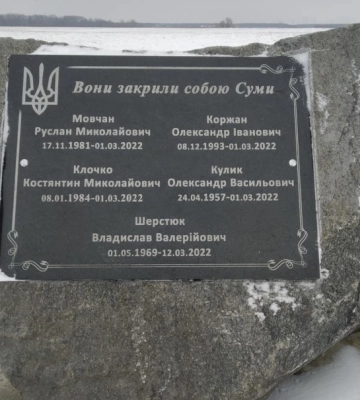 Вони закрили собою Суми
Мовчан
Руслан Миколайович
17.11.1981-01.03.2022
Коржан
Олександр Іванович
08.12.1993-01.03.2022
Клочко
Костянтин Миколайович
08.01.1984-01.03.2022
Кулик
Олександр Васильович
24.04.1957-01.03.2022
Шерстюк
Владислав Валерійович
01.05.1969-12.03.2022